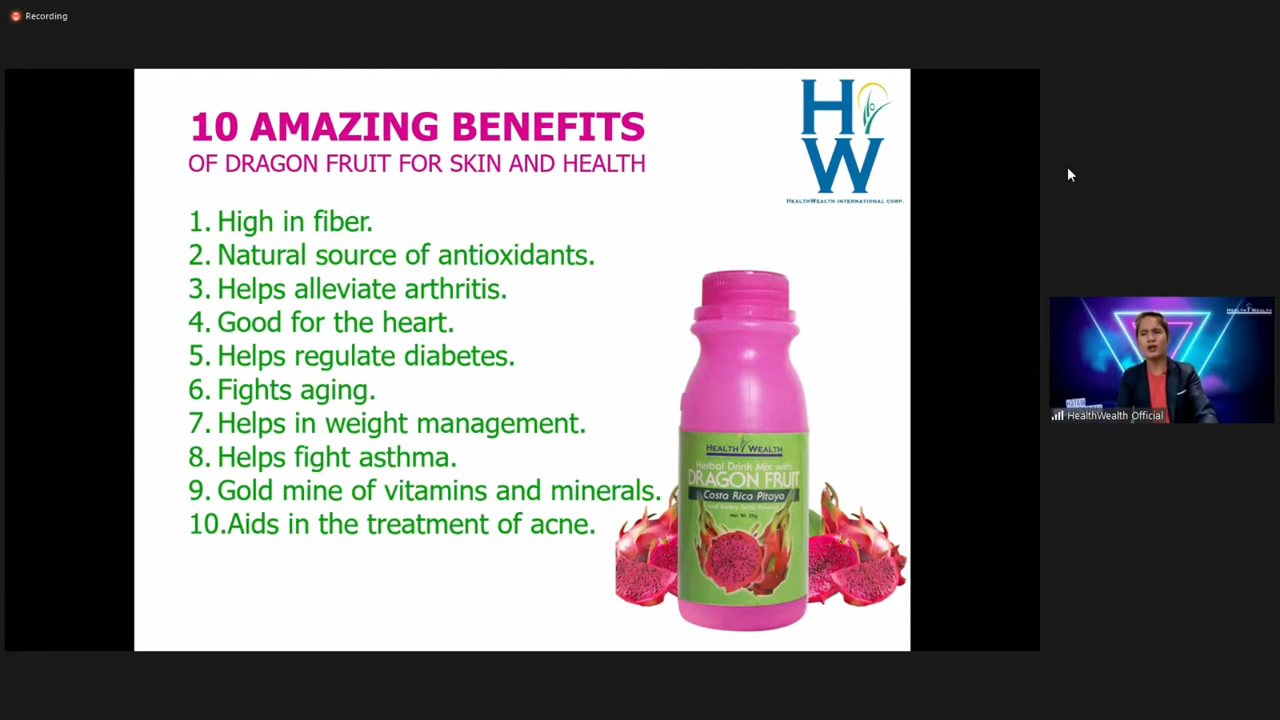 Recording
10 AMAZING BENEFITS
OF DRAGON FRUIT FOR SKIN AND HEALTH
1. High in fiber.
2. Natural source of antioxidants.
3. Helps alleviate arthritis.
4. Good for the heart.
5. Helps regulate diabetes.
6. Fights aging.
7. Helps in weight management.
8. Helps fight asthma.
9. Gold mine of vitamins and minerals.
10.Aids in the treatment of acne.
HW
HEALTHWEALTH INTERNATIONAL CORP.
HEALTH WEALTH
Herbal Drink Mix with
DRAGON FRUIT
Costa Rica Pitaya
HEALTH WEALTH
HealthWealth Official